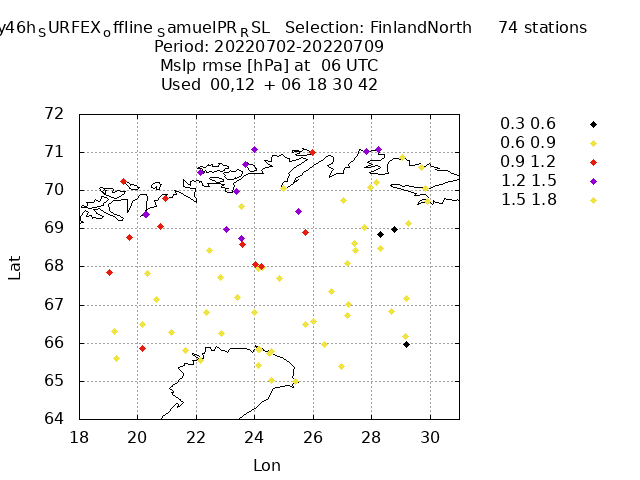 y46h_SURFEX_offline_SamuelPR_RSL Selection: FinlandNorth 74 stations
Period: 20220702-20220709
Mslp rmse [hPa] at 06 UTC
Used 00,12 + 06 18 30 42
72
71
70
69
68
67
66
65
64
18 20 22 24 26 28 30
Lat
Lon
0.3 0.6
0.6 0.9
0.9 1.2
1.2 1.5
1.5 1.8